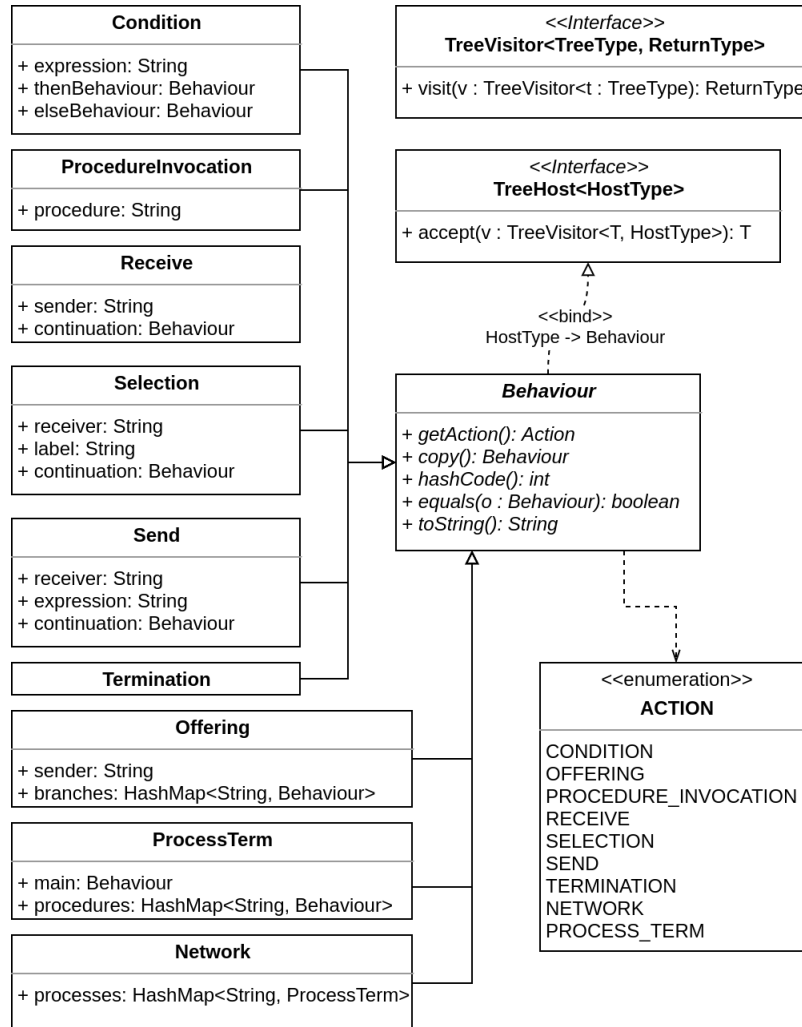 Condition
+ expression: String
+ thenBehaviour: Behaviour
+ elseBehaviour: Behaviour
ProcedureInvocation
+ procedure: String
Receive
+ sender: String
+ continuation: Behaviour
Selection
+ receiver: String
+ label: String
+ continuation: Behaviour
Send
+ receiver: String
+ expression: String
+ continuation: Behaviour
Termination
Offering
+ sender: String
+ branches: HashMap<String, Behaviour>
ProcessTerm
+ main: Behaviour
+ procedures: HashMap<String, Behaviour>
Network
+ processes: HashMap<String, ProcessTerm>
<<Interface>>
TreeVisitor<TreeType, ReturnType>
+ visit(v : TreeVisitor<t : TreeType): ReturnType
<<Interface>>
TreeHost<HostType>
+ accept(v : TreeVisitor<T, HostType>): T
<<bind>>
HostType -> Behaviour
Behaviour
+ getAction(): Action
+ copy(): Behaviour
+ hashCode(): int
+ equals(o : Behaviour): boolean
+ toString(): String
<<enumeration>>
ACTION
CONDITION
OFFERING
PROCEDURE_INVOCATION
RECEIVE
SELECTION
SEND
TERMINATION
NETWORK
PROCESS_TERM